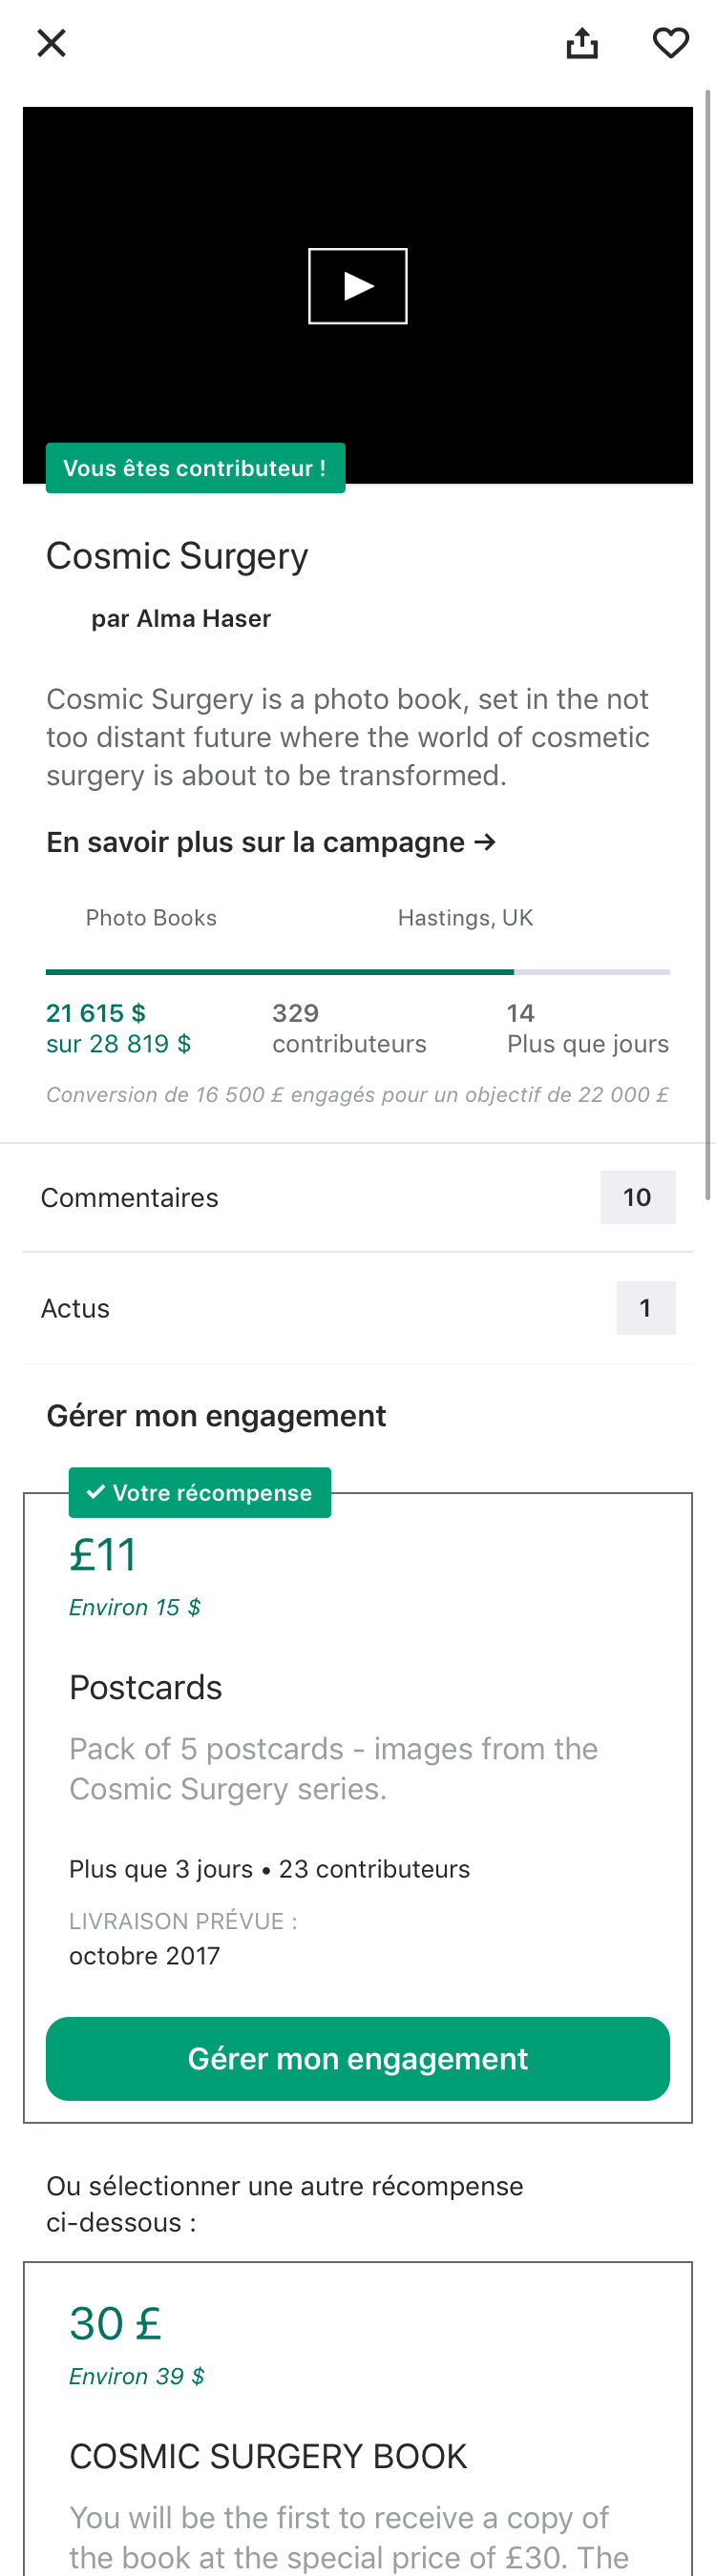 Vous êtes contributeur !
Cosmic Surgery
par Alma Haser
Cosmic Surgery is a photo book, set in the not
too distant future where the world of cosmetic
surgery is about to be transformed.
En savoir plus sur la campagne →
Photo Books
Hastings, UK
21 615 $
sur 28 819 $
329
contributeurs
14
Plus que jours
Conversion de 16 500 £ engagés pour un objectif de 22 000 £
Commentaires
10
Actus
1
Gérer mon engagement
✓ Votre récompense
£11
Environ 15 $
Postcards
Pack of 5 postcards - images from the
Cosmic Surgery series.
Plus que 3 jours • 23 contributeurs
LIVRAISON PRÉVUE :
octobre 2017
Gérer mon engagement
Ou sélectionner une autre récompense
ci-dessous :
30 £
Environ 39 $
COSMIC SURGERY BOOK
You will be the first to receive a copy of
the book at the special price of £30. The